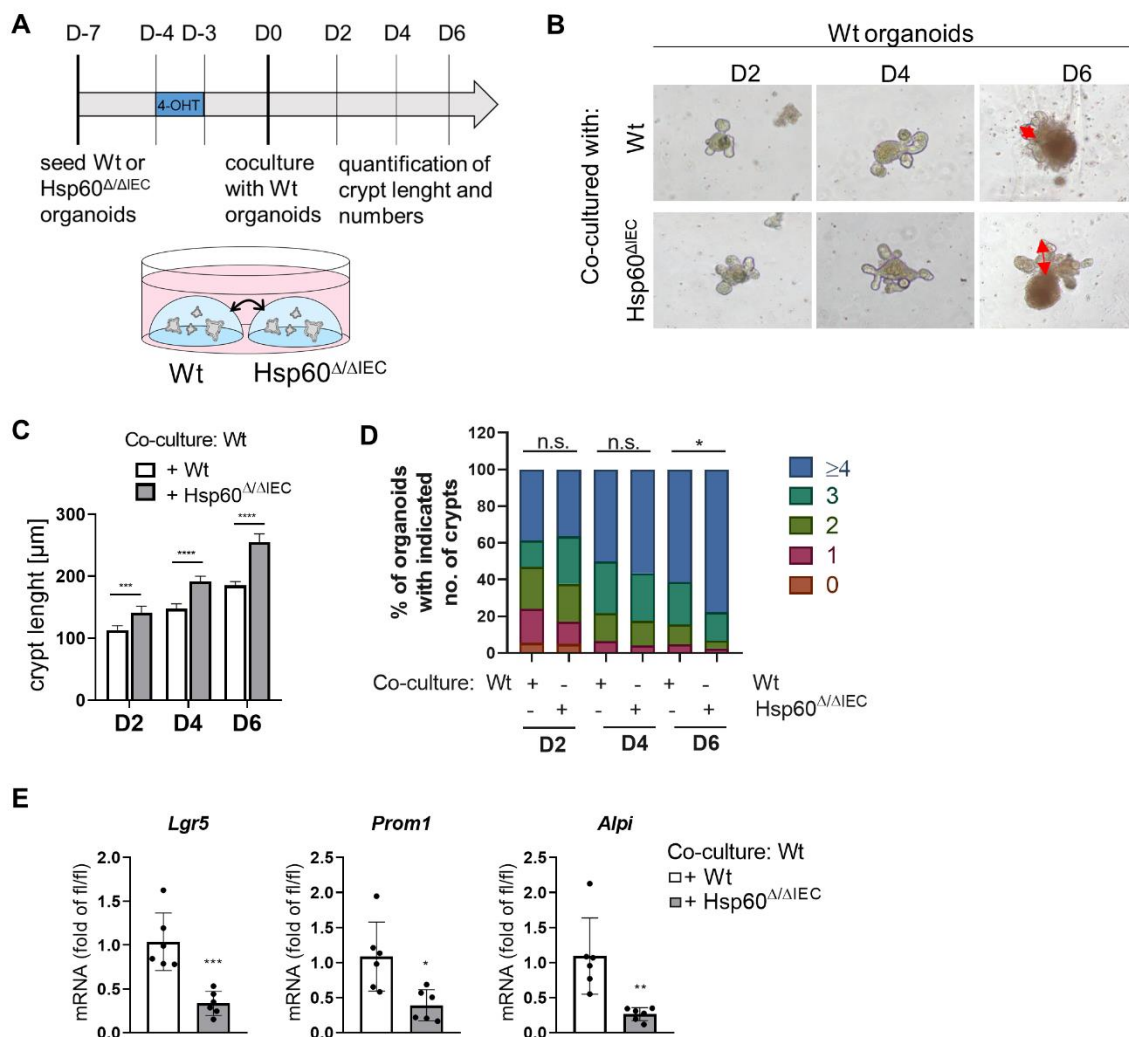 A
D-7 D-4 D-3 D0 D2 D4 D6
4-OHT
seed Wt or
Hsp60Δ/ΔIEC
organoids
coculture
with Wt
organoids
quantification of
crypt lenght and
numbers
Wt Hsp60Δ/ΔIEC
B
Wt organoids
D2 D4 D6
Co-cultured with:
Wt
Hsp60ΔIEC
C
Co-culture: Wt
+ Wt
+ Hsp60Δ/ΔIEC
crypt lenght [µm]
300
200
100
0
*** **** ****
D2 D4 D6
D
% of organoids
with indicated
no. of crypts
120
100
80
60
40
20
0
n.s. n.s. *
≥4
3
2
1
0
Co-culture: Wt + - + - + - Wt
- + - + - + Hsp60Δ/ΔIEC
D2 D4 D6
E
Lgr5
mRNA (fold of fl/fl)
2.0
1.5
1.0
0.5
0.0
***
Prom1
mRNA (fold of fl/fl)
2.5
2.0
1.5
1.0
0.5
0.0
*
Alpi
mRNA (fold of fl/fl)
2.5
2.0
1.5
1.0
0.5
0.0
**
Co-culture: Wt
+ Wt
+ Hsp60Δ/ΔIEC